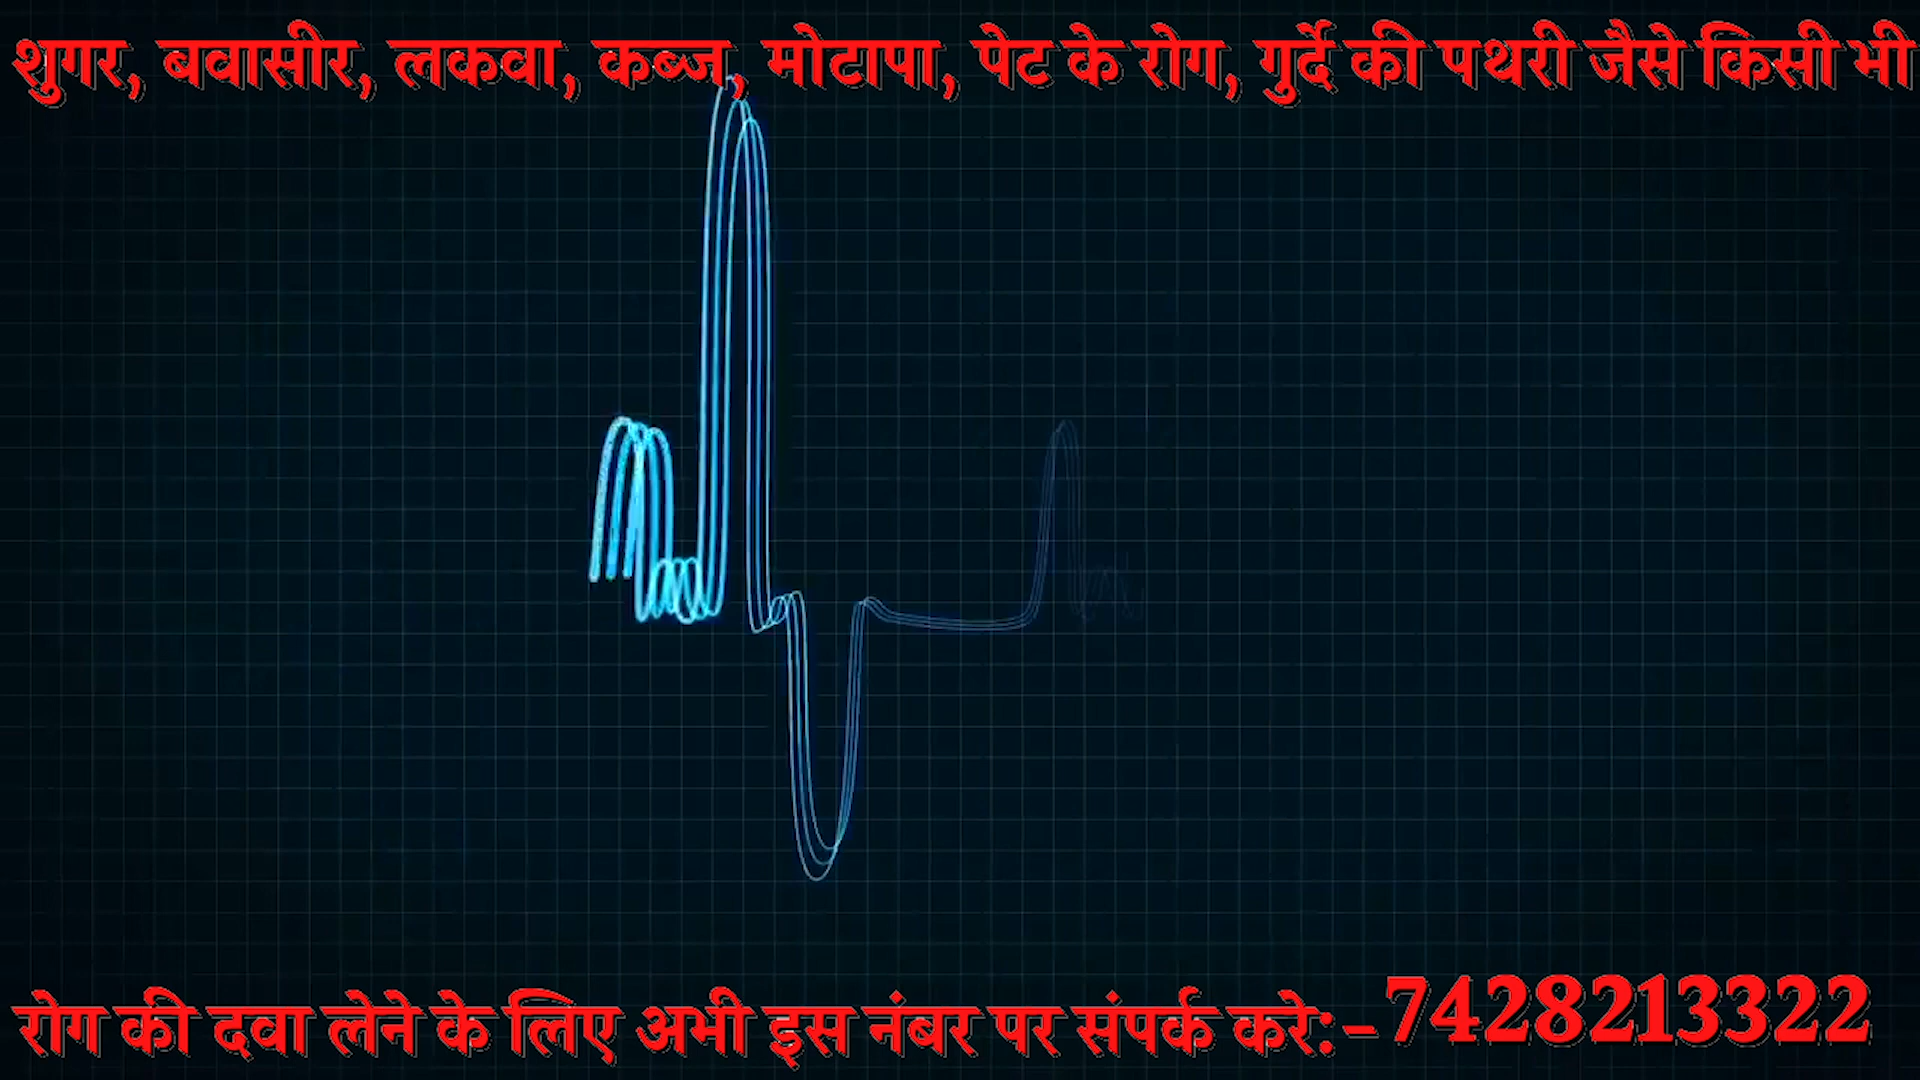 शुगर, बवासीर, लकवा, कब्ज, मोटापा, पेट के रोग, गुर्दे की पथरी जैसे किसी भी
रोग की दवा लेने के लिए अभी इस नंबर पर संपर्क करे:-7428213322